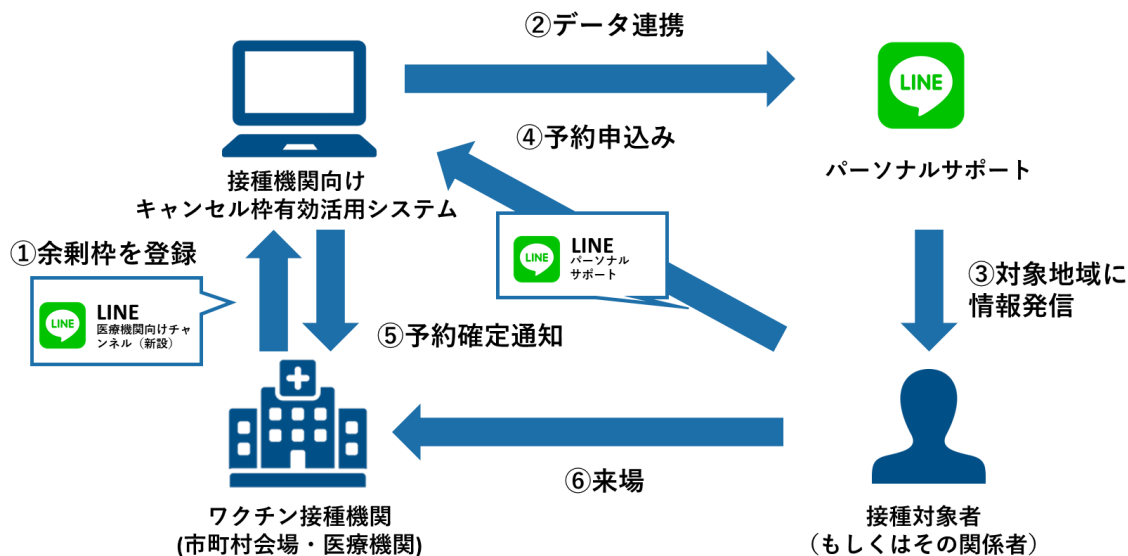 ②データ連携
LINE
④予約申込み
パーソナルサポート
接種機関向け
キャンセル枠有効活用システム
①余剰枠を登録
LINE
LINE
パーソナル
サポート
③対象地域に
情報発信
LINE
LINE
医療機関向けチャ
ンネル（新設）
⑤予約確定通知
⑥来場
ワクチン接種機関
(市町村会場・医療機関)
接種対象者
（もしくはその関係者）